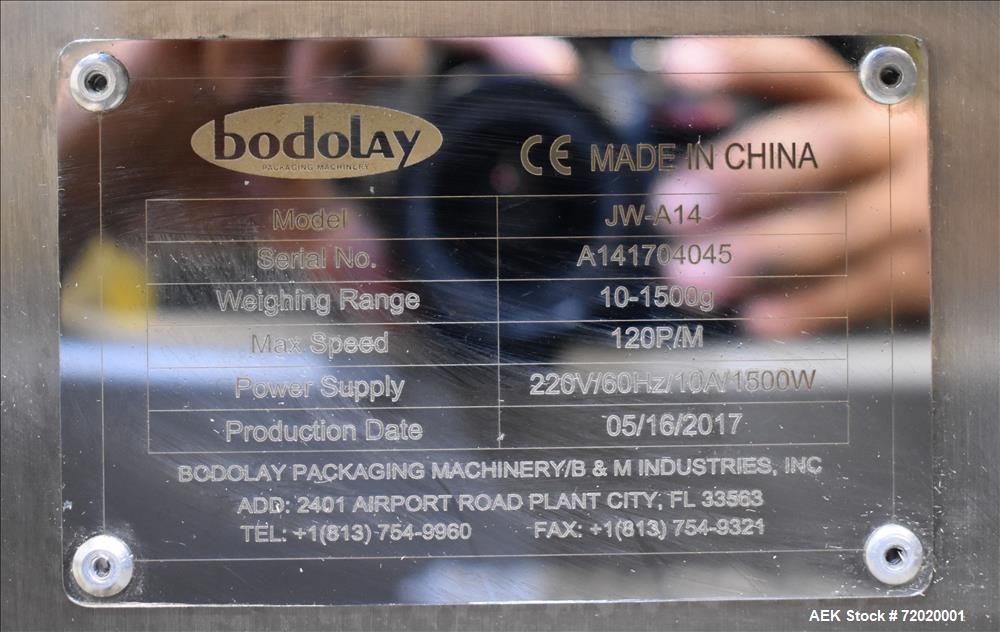 bodolay
PACKAGING MACHINERY
CE MADE IN CHINA
Model JW-A14
Serial No. A141704045
Weighing Range 10-1500g
Max Speed 120P/M
Power Supply 220V/60Hz/10A/1500W
Production Date 05/16/2017
BODOLAY PACKAGING MACHINERY/B & M INDUSTRIES, INC
ADD: 2401 AIRPORT ROAD PLANT CITY, FL 33563
TEL: +1(813) 754-9960 FAX: +1(813) 754-9321
AEK Stock # 72020001